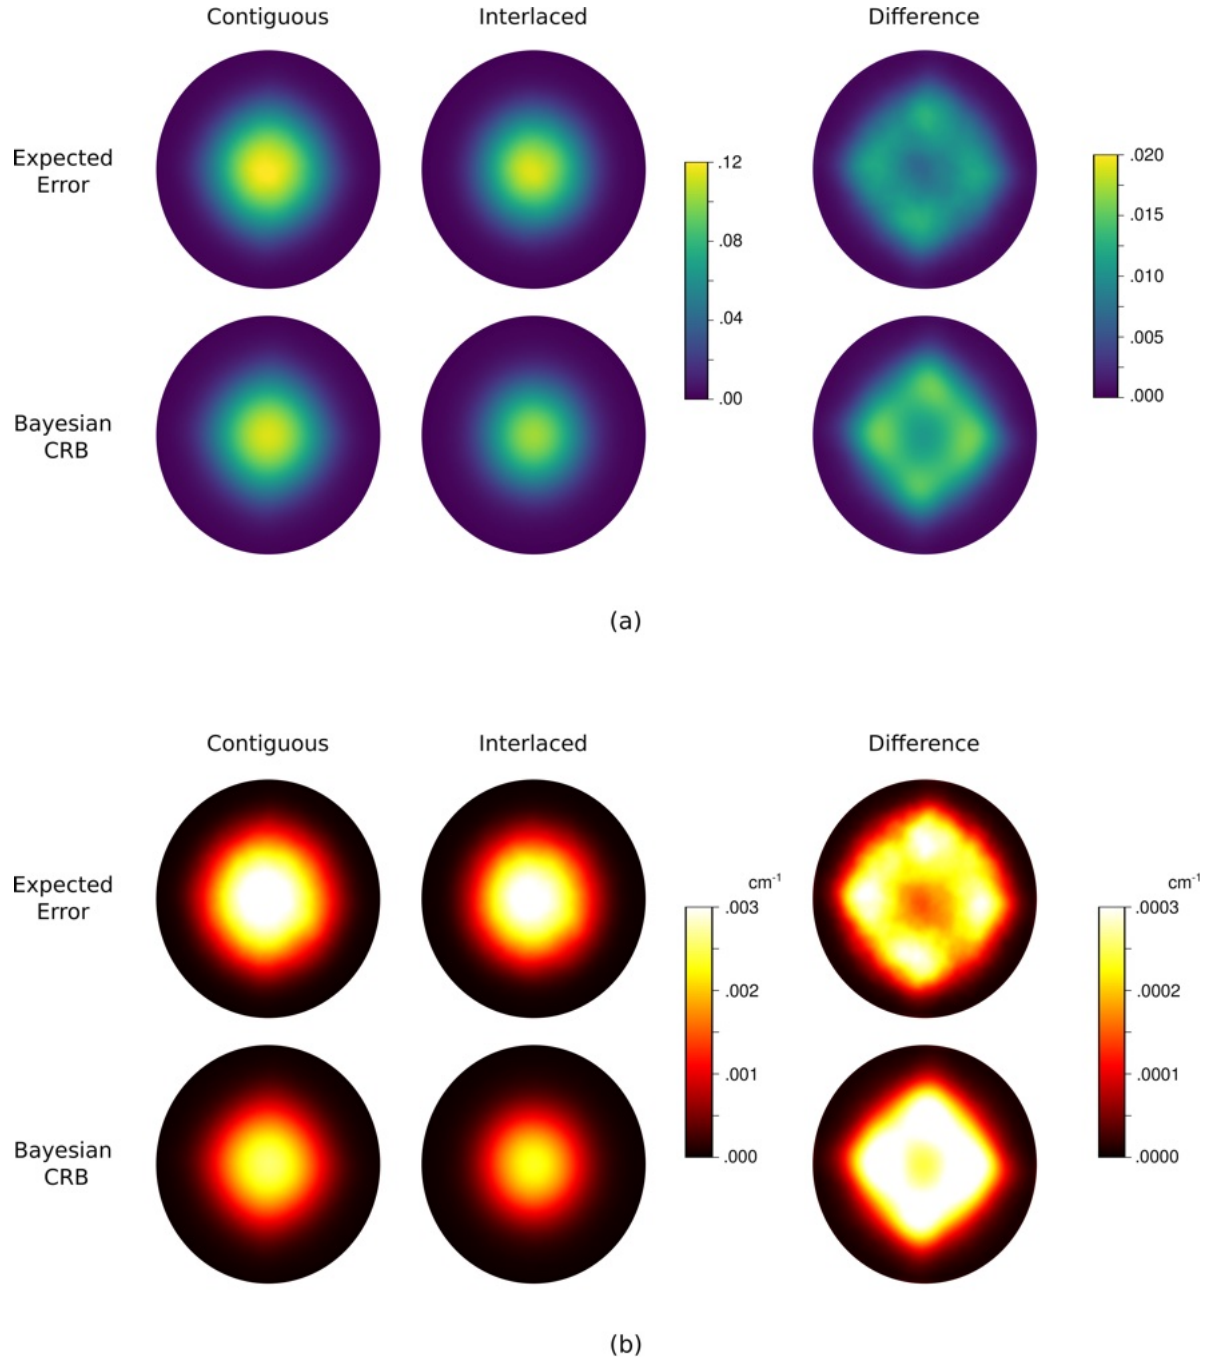 Contiguous Interlaced Difference
Expected
Error
.12
.08
.04
.00
.020
.015
.010
.005
.000
Bayesian
CRB
(a)
Contiguous Interlaced Difference
Expected
Error
cm⁻¹
.003
.002
.001
.000
cm⁻¹
.0003
.0002
.0001
.0000
Bayesian
CRB
(b)